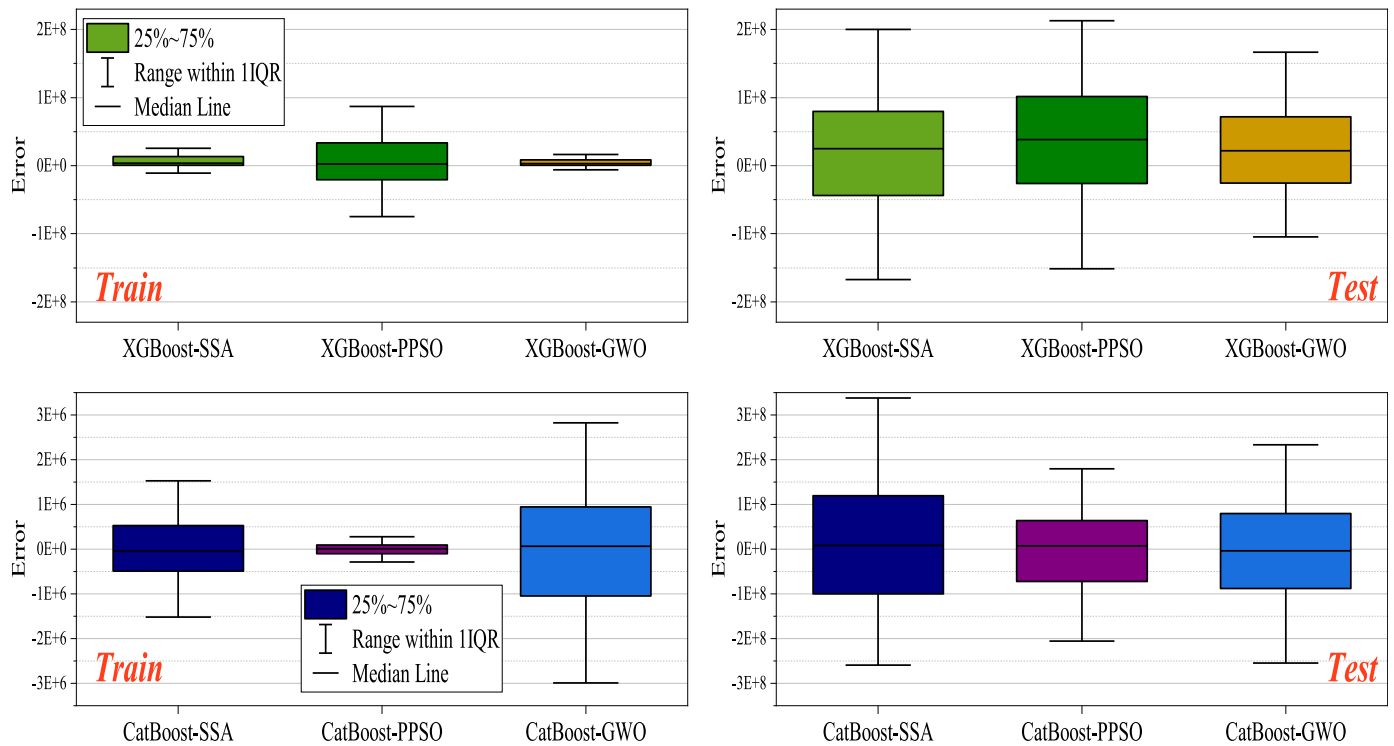 2E+8
1E+8
0E+0
-1E+8
-2E+8
Error
25%~75%
Range within 1IQR
Median Line
Train
XGBoost-SSA
XGBoost-PPSO
XGBoost-GWO
2E+8
1E+8
0E+0
-1E+8
-2E+8
Error
Test
XGBoost-SSA
XGBoost-PPSO
XGBoost-GWO
3E+6
2E+6
1E+6
0E+0
-1E+6
-2E+6
-3E+6
Error
25%~75%
Range within 1IQR
Median Line
Train
CatBoost-SSA
CatBoost-PPSO
CatBoost-GWO
3E+8
2E+8
1E+8
0E+0
-1E+8
-2E+8
-3E+8
Error
Test
CatBoost-SSA
CatBoost-PPSO
CatBoost-GWO